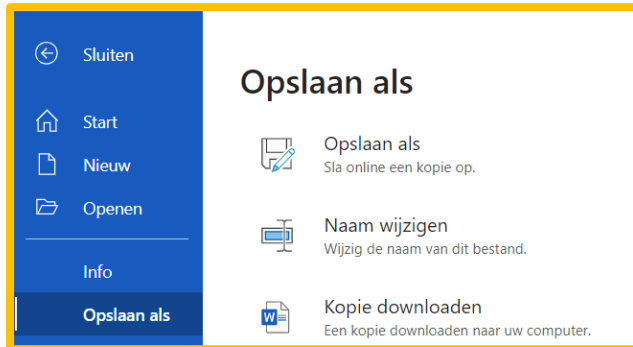 Sluiten
Start
Nieuw
Openen
Info
Opslaan als
Opslaan als
Opslaan als
Sla online een kopie op.
Naam wijzigen
Wijzig de naam van dit bestand.
Kopie downloaden
Een kopie downloaden naar uw computer.